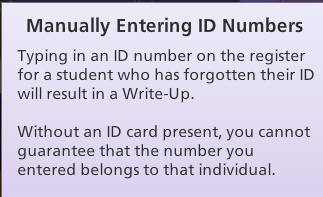 Manually Entering ID Numbers
Typing in an ID number on the register
for a student who has forgotten their ID
will result in a Write-Up.
Without an ID card present, you cannot
guarantee that the number you
entered belongs to that individual.